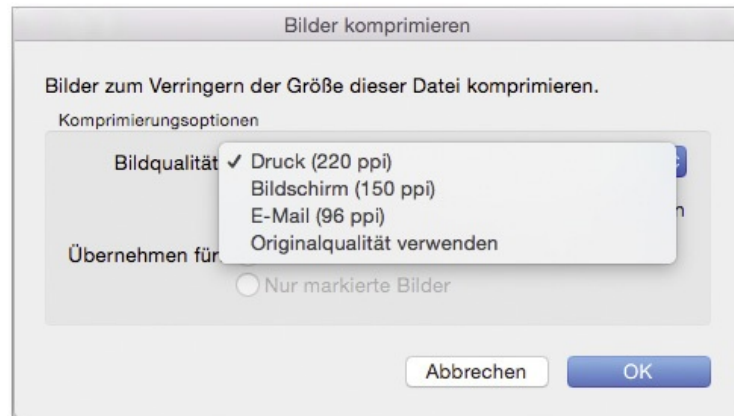 Bilder komprimieren
Bilder zum Verringern der Größe dieser Datei komprimieren.
Komprimierungsoptionen
Bildqualität
✓ Druck (220 ppi)
Bildschirm (150 ppi)
E-Mail (96 ppi)
Originalqualität verwenden
Übernehmen für
Nur markierte Bilder
Abbrechen
OK